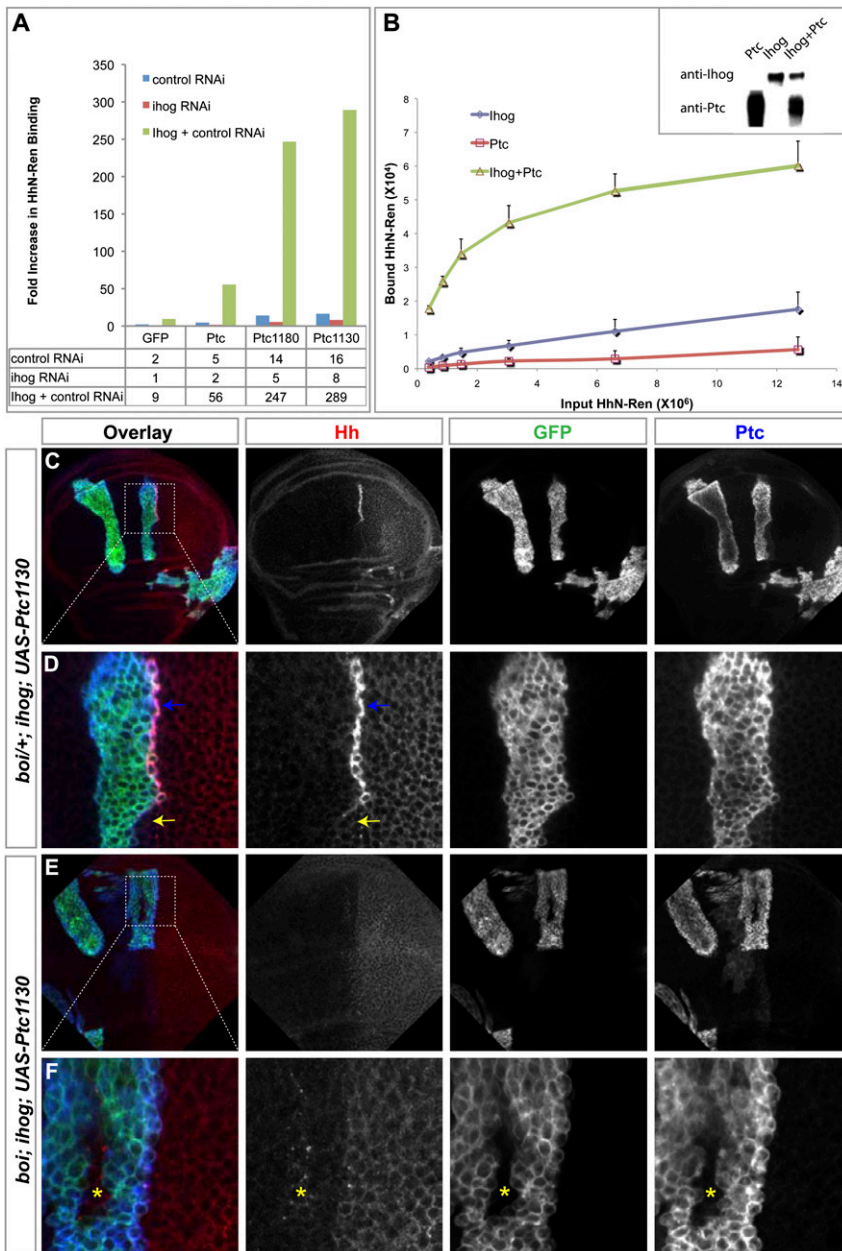 A
Fold Increase in HhN-Ren Binding
350
300
250
200
150
100
50
0
control RNAi
ihog RNAi
Ihog + control RNAi
GFP Ptc Ptc1180 Ptc1130
control RNAi 2 5 14 16
ihog RNAi 1 2 5 8
Ihog + control RNAi 9 56 247 289
B
Ptc Ihog Ihog+Ptc
anti-Ihog
anti-Ptc
Bound HhN-Ren (X10⁴)
8
7
6
5
4
3
2
1
0
Ihog
Ptc
Ihog+Ptc
0 2 4 6 8 10 12 14
Input HhN-Ren (X10⁶)
Overlay Hh GFP Ptc
boi/+; ihog; UAS-Ptc1130
C
D
boi; ihog; UAS-Ptc1130
E
F
* * * *